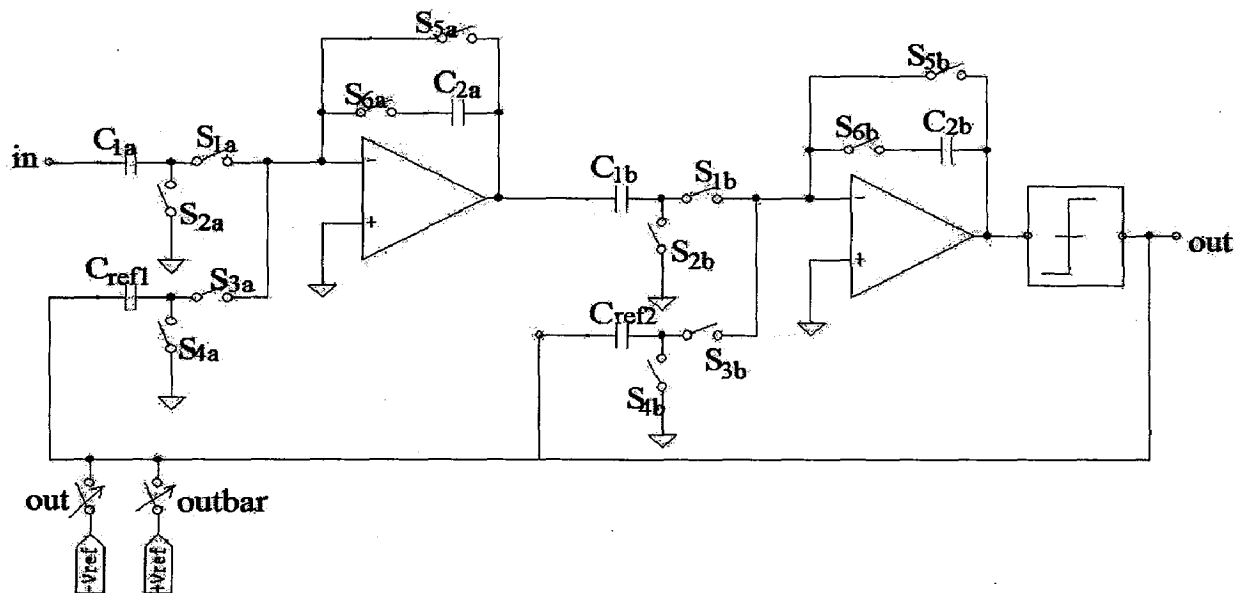 S5a
S6a
C2a
in
C1a
S1a
S2a
Cref1
S3a
S4a
−
+
C1b
S1b
S2b
Cref2
S3b
S4b
S5b
S6b
C2b
−
+
out
out
outbar
-Vref
+Vref